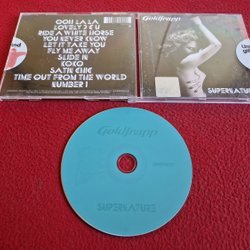 OOH LA LA
LOVELY 2 C U
RIDE A WHITE HORSE
YOU NEVER KNOW
LET IT TAKE YOU
FLY ME AWAY
SLIDE IN
KOKO
SATIN CHIC
TIME OUT FROM THE WORLD
NUMBER 1
Goldfrapp
SUPERNATURE
Goldfrapp
SUPERNATURE